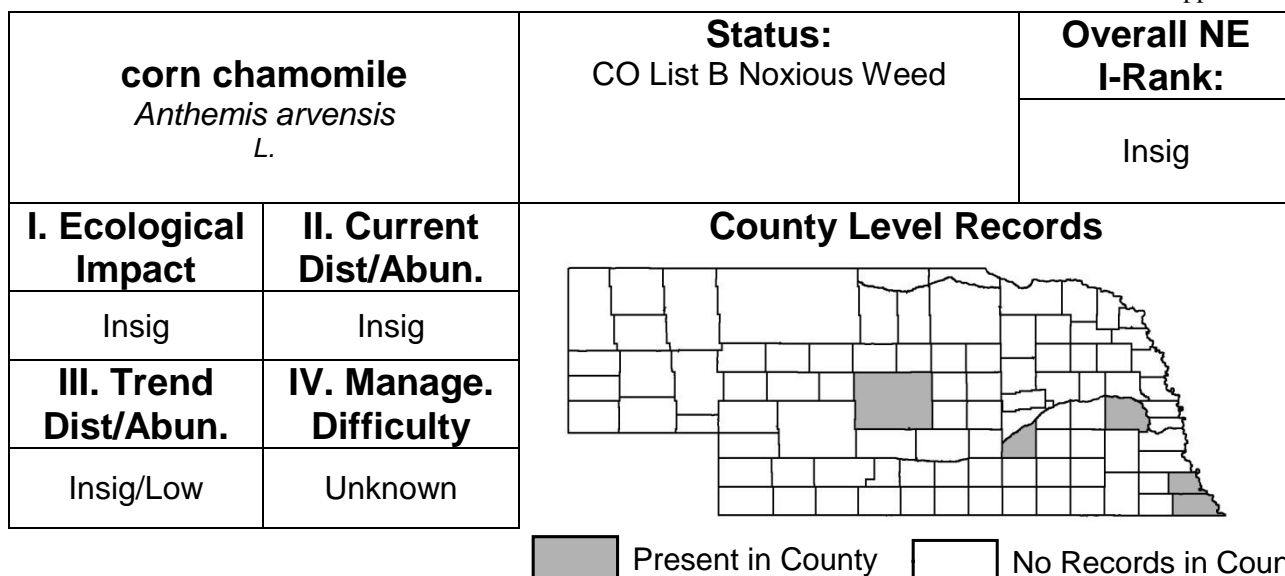 corn chamomile
Anthemis arvensis
L.
Status:
CO List B Noxious Weed
Overall NE
I-Rank:
Insig
I. Ecological
Impact
II. Current
Dist/Abun.
Insig
Insig
III. Trend
Dist/Abun.
IV. Manage.
Difficulty
Insig/Low
Unknown
County Level Records
Present in County
No Records in Coun